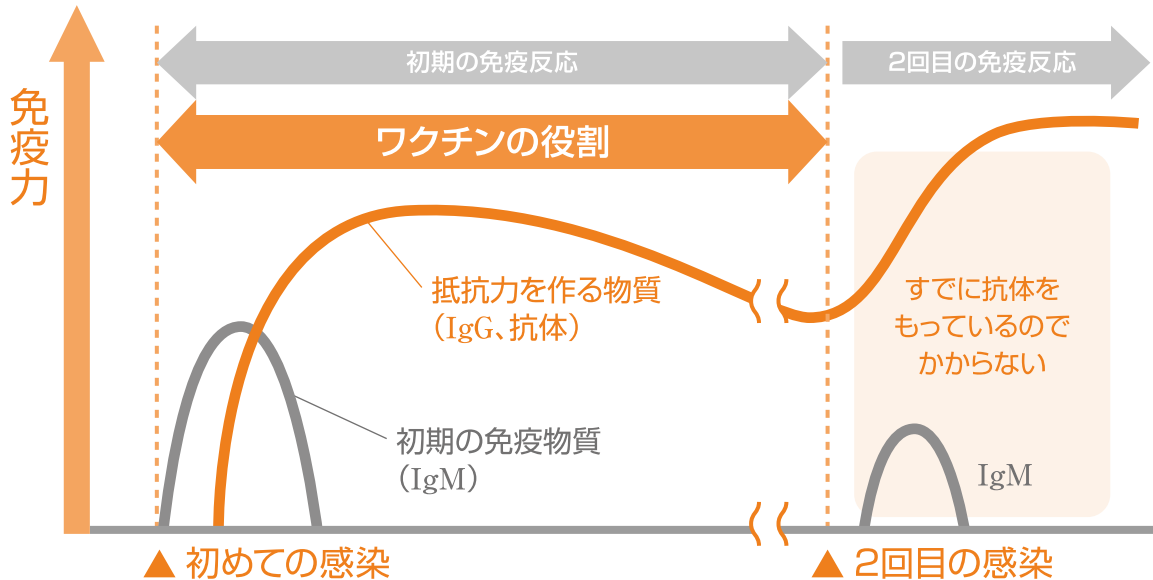 免疫力
初期の免疫反応
2回目の免疫反応
ワクチンの役割
抵抗力を作る物質
（IgG、抗体）
すでに抗体を
もっているので
かからない
初期の免疫物質
（IgM）
IgM
▲ 初めての感染
▲ 2回目の感染